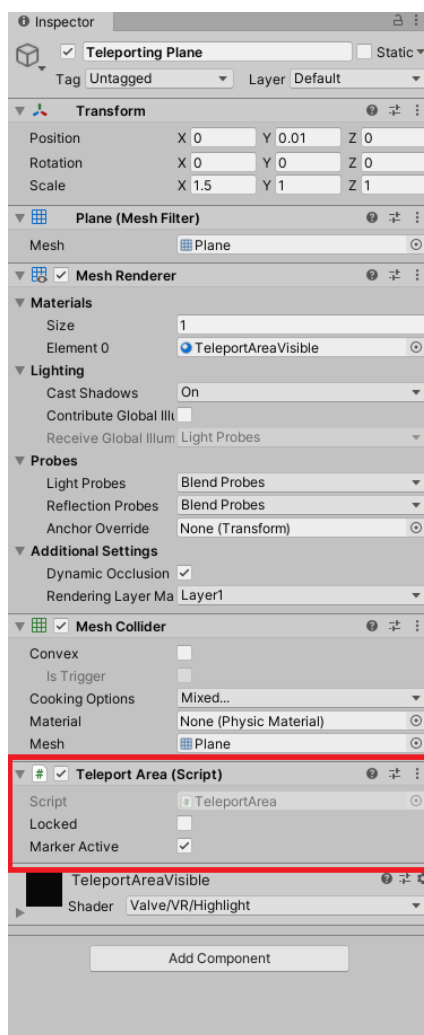 Inspector
Teleporting Plane Static
Tag Untagged Layer Default
Transform
Position X 0 Y 0.01 Z 0
Rotation X 0 Y 0 Z 0
Scale X 1.5 Y 1 Z 1
Plane (Mesh Filter)
Mesh Plane
Mesh Renderer
Materials
Size 1
Element 0 TeleportAreaVisible
Lighting
Cast Shadows On
Contribute Global Illu
Receive Global Illum Light Probes
Probes
Light Probes Blend Probes
Reflection Probes Blend Probes
Anchor Override None (Transform)
Additional Settings
Dynamic Occlusion
Rendering Layer Ma Layer1
Mesh Collider
Convex
Is Trigger
Cooking Options Mixed...
Material None (Physic Material)
Mesh Plane
# Teleport Area (Script)
Script # TeleportArea
Locked
Marker Active
TeleportAreaVisible
Shader Valve/VR/Highlight
Add Component